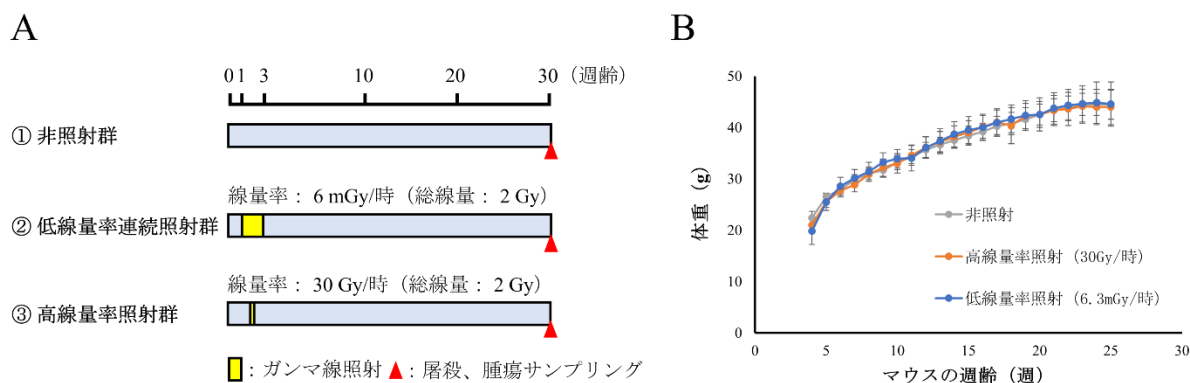 A
0 1 3 10 20 30 (週齢)
① 非照射群
線量率： 6 mGy/時（総線量： 2 Gy）
② 低線量率連続照射群
線量率： 30 Gy/時（総線量： 2 Gy）
③ 高線量率照射群
：ガンマ線照射 ：屠殺、腫瘍サンプリング
B
50
40
30
20
10
0
体重（g）
非照射
高線量率照射（30Gy/時）
低線量率照射（6.3mGy/時）
0 5 10 15 20 25 30
マウスの週齢（週）